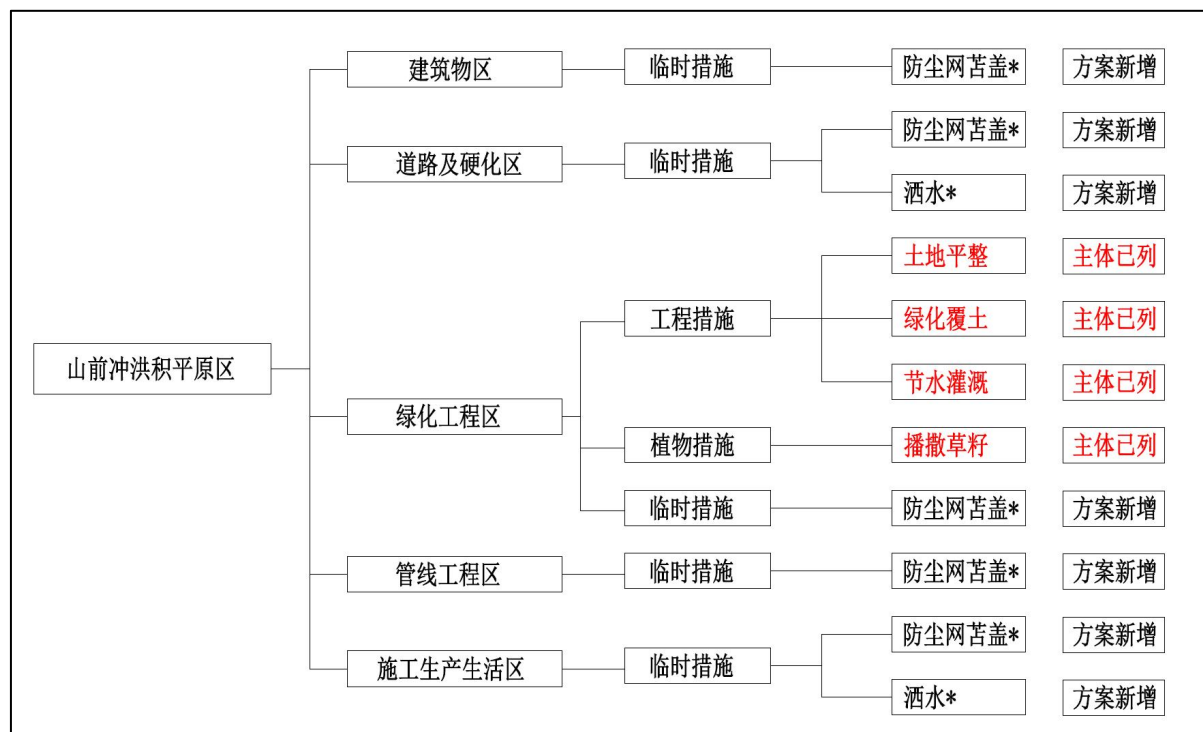 建筑物区 临时措施 防尘网苫盖* 方案新增
防尘网苫盖* 方案新增
道路及硬化区 临时措施
洒水* 方案新增
土地平整 主体已列
工程措施 绿化覆土 主体已列
山前冲洪积平原区
节水灌溉 主体已列
绿化工程区
植物措施 播撒草籽 主体已列
临时措施 防尘网苫盖* 方案新增
管线工程区 临时措施 防尘网苫盖* 方案新增
防尘网苫盖* 方案新增
施工生产生活区 临时措施
洒水* 方案新增